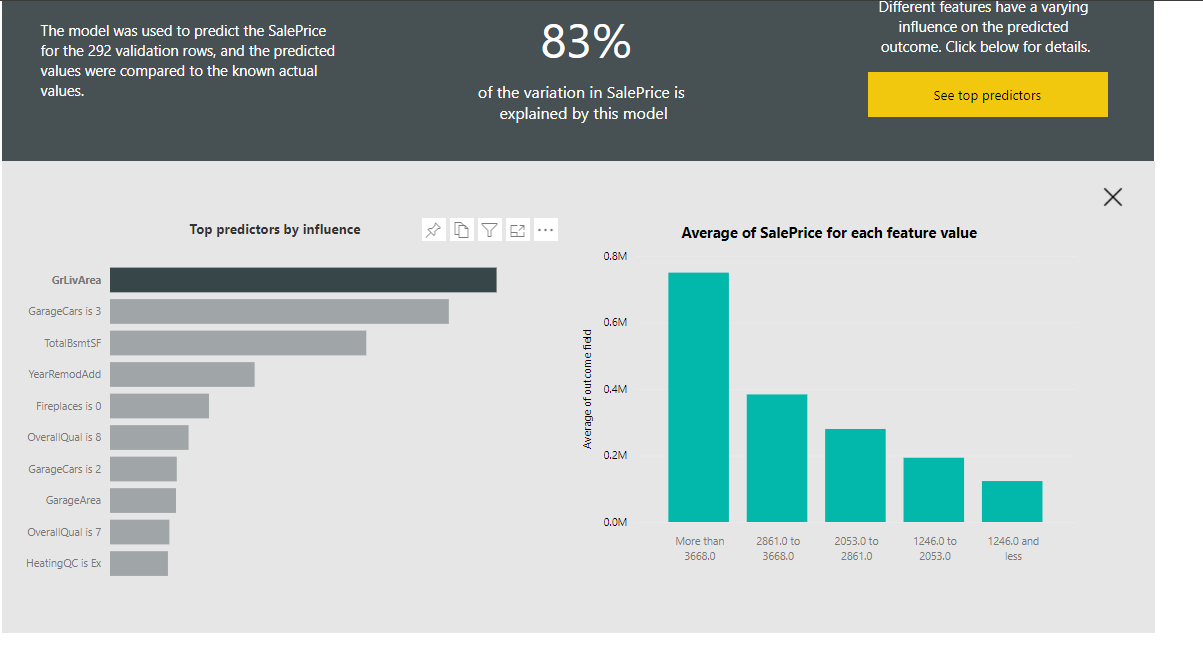 The model was used to predict the SalePrice
for the 292 validation rows, and the predicted
values were compared to the known actual
values.
83%
of the variation in SalePrice is
explained by this model
Different features have a varying
influence on the predicted
outcome. Click below for details.
See top predictors
Top predictors by influence
GrLivArea
GarageCars is 3
TotalBsmtSF
YearRemodAdd
Fireplaces is 0
OverallQual is 8
GarageCars is 2
GarageArea
OverallQual is 7
HeatingQC is Ex
Average of SalePrice for each feature value
Average of outcome field
0.8M
0.6M
0.4M
0.2M
0.0M
More than
3668.0
2861.0 to
3668.0
2053.0 to
2861.0
1246.0 to
2053.0
1246.0 and
less